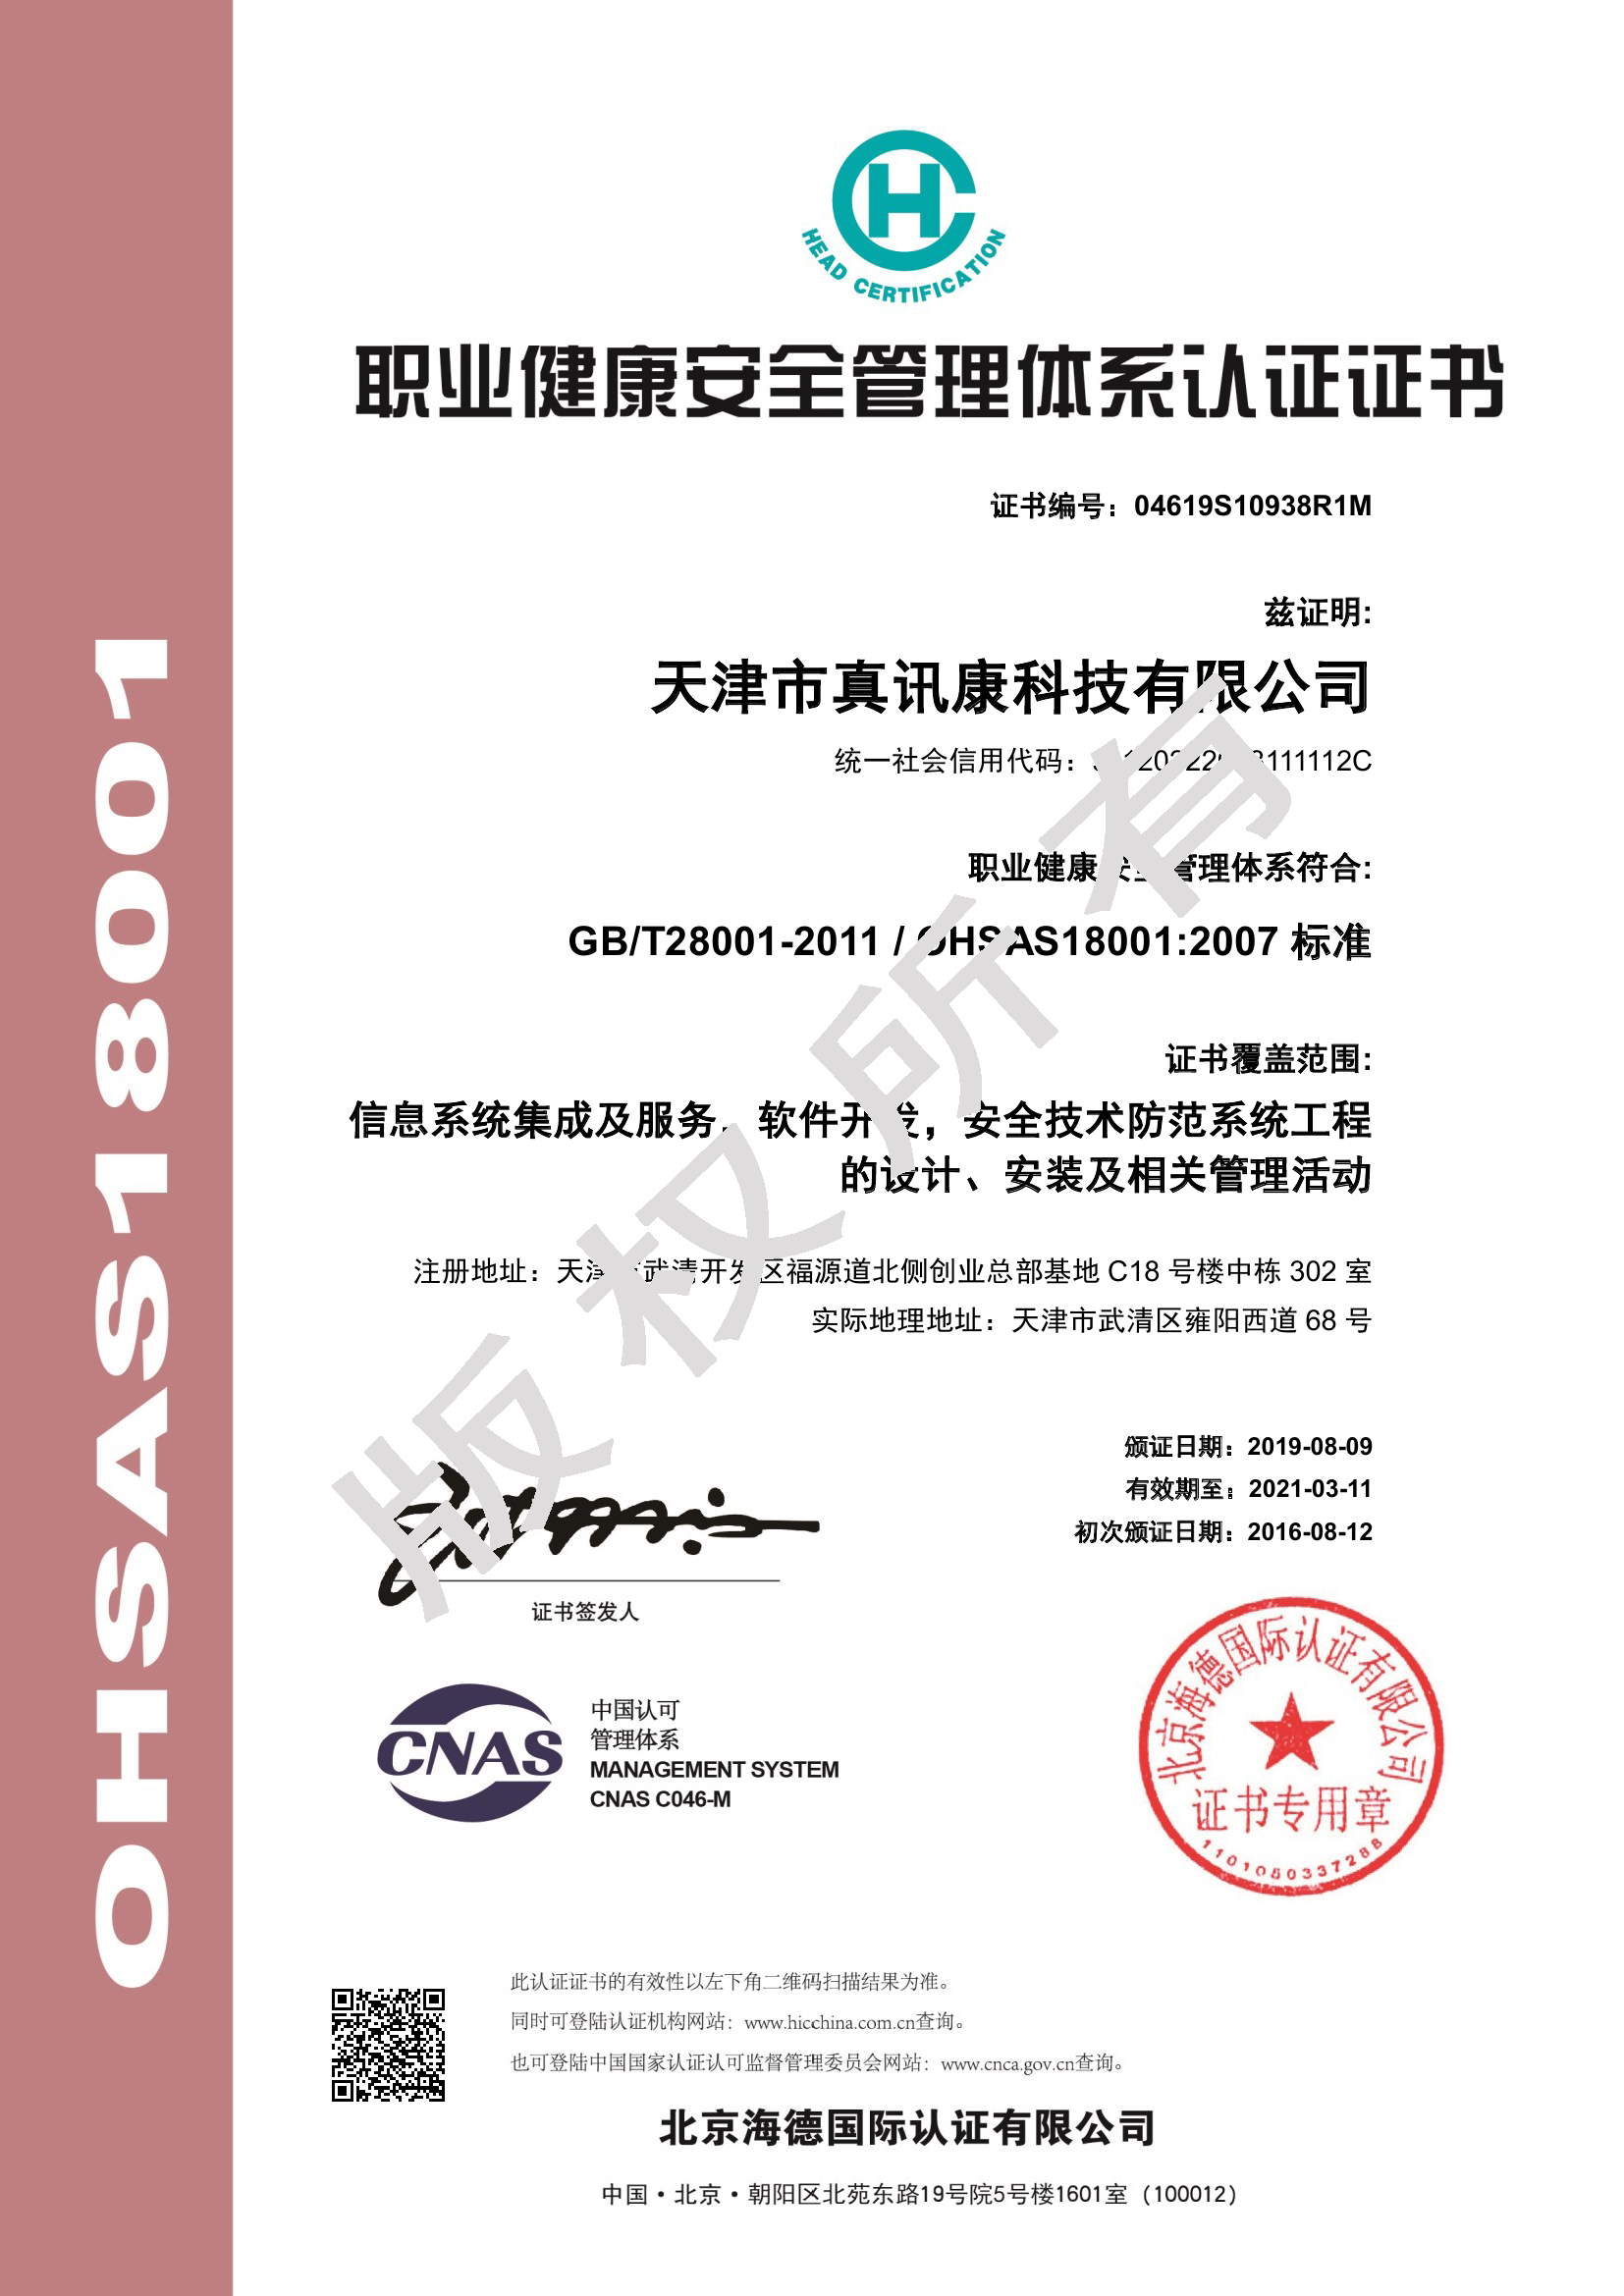 HEAD CERTIFICATION
职业健康安全管理体系认证证书
证书编号：04619S10938R1M
兹证明:
天津市真讯康科技有限公司
统一社会信用代码：
111112C
职业健康安全管理体系符合:
GB/T28001-2011 / OHSAS18001:2007 标准
证书覆盖范围:
信息系统集成及服务，软件开发，安全技术防范系统工程
的设计、安装及相关管理活动
注册地址：天津市武清开发区福源道北侧创业总部基地 C18 号楼中栋 302 室
实际地理地址：天津市武清区雍阳西道 68 号
颁证日期：2019-08-09
有效期至：2021-03-11
初次颁证日期：2016-08-12
证书签发人
CNAS
中国认可
管理体系
MANAGEMENT SYSTEM
CNAS C046-M
北京海德国际认证有限公司
证书专用章
1101050337288
此认证证书的有效性以左下角二维码扫描结果为准。
同时可登陆认证机构网站：www.hicchina.com.cn查询。
也可登陆中国国家认证认可监督管理委员会网站：www.cnca.gov.cn查询。
北京海德国际认证有限公司
中国·北京·朝阳区北苑东路19号院5号楼1601室（100012）
OHSAS18001
版权所有